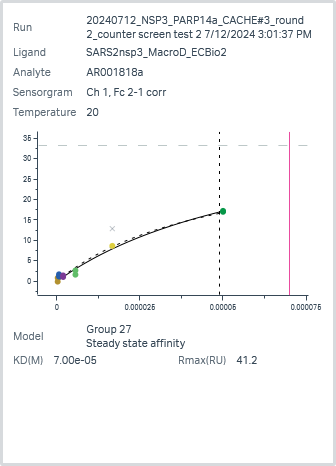 Run 20240712_NSP3_PARP14a_CACHE#3_round
2_counter screen test 2 7/12/2024 3:01:37 PM
Ligand SARS2nsp3_MacroD_ECBio2
Analyte AR001818a
Sensorgram Ch 1, Fc 2-1 corr
Temperature 20
35
30
25
20
15
10
5
0
0 0.000025 0.00005 0.000075
Model Group 27
Steady state affinity
KD(M) 7.00e-05 Rmax(RU) 41.2